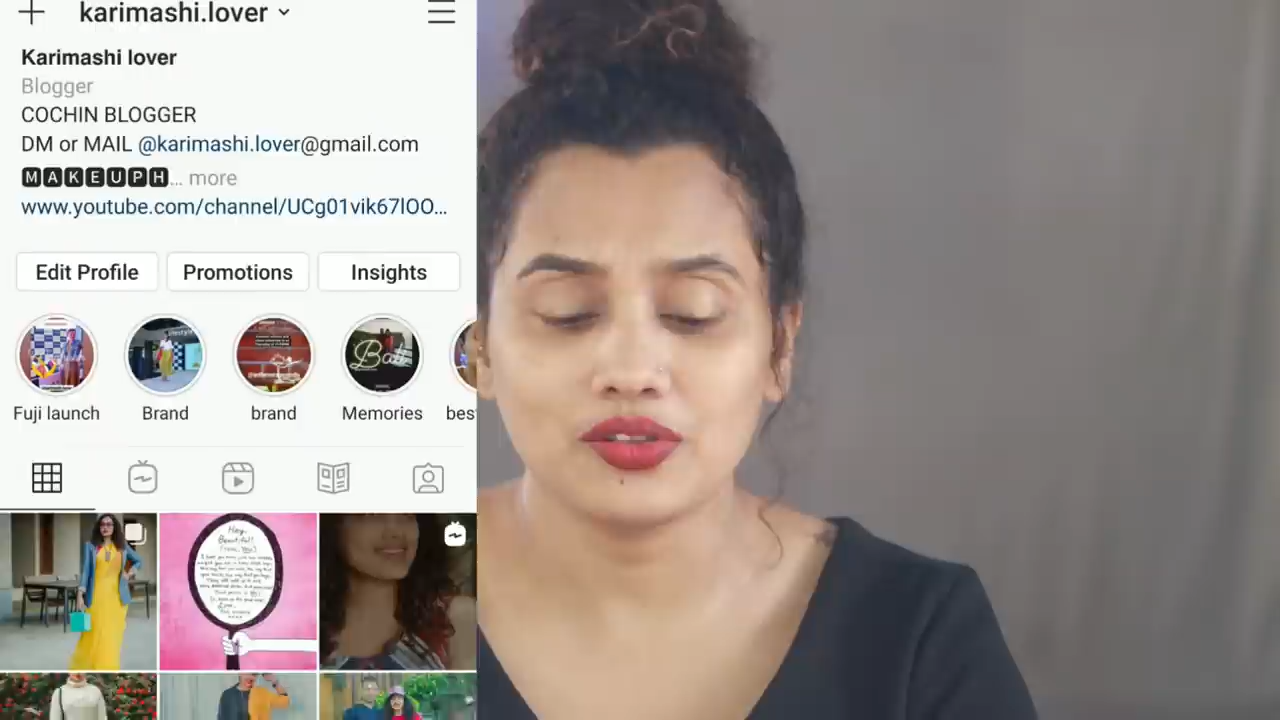 karimashi.lover
Karimashi lover
Blogger
COCHIN BLOGGER
DM or MAIL @karimashi.lover@gmail.com
🅼🅰🅺🅴🆄🅿🅷... more
www.youtube.com/channel/UCg01vik67lOO...
Edit Profile Promotions Insights
Fuji launch Brand brand Memories bes
Hey,
Beautiful!